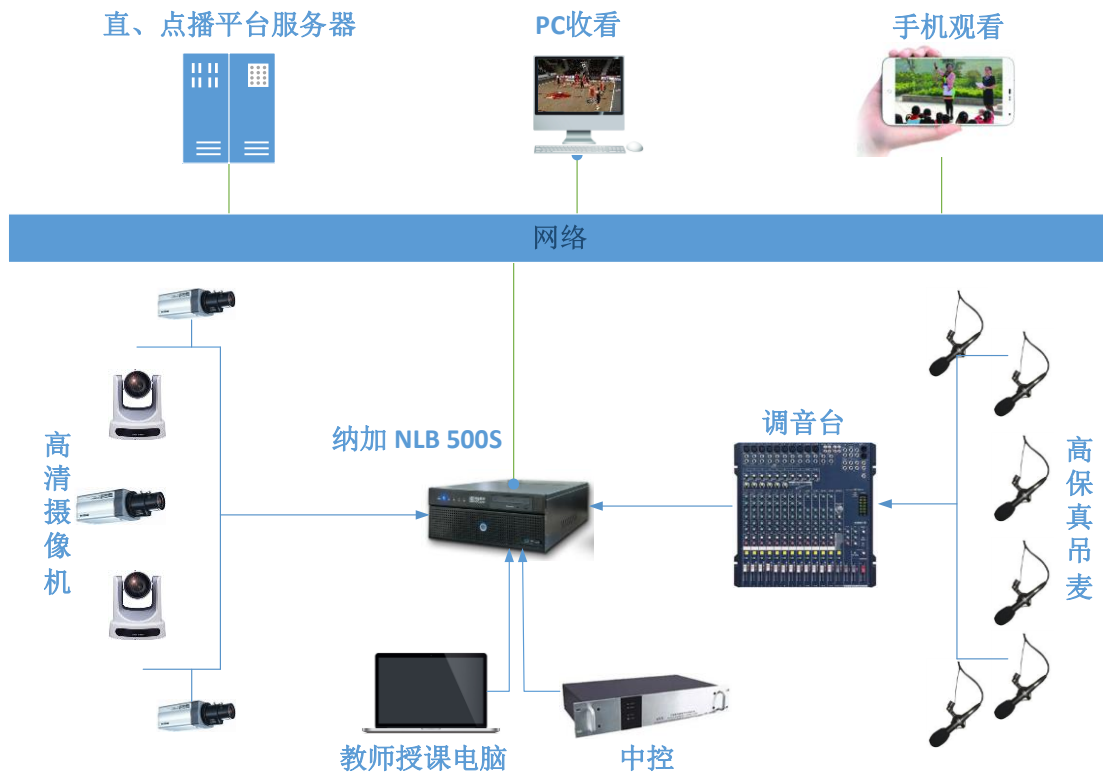 直、点播平台服务器
PC收看
手机观看
网络
高清摄像机
纳加 NLB 500S
调音台
高保真吊麦
教师授课电脑
中控